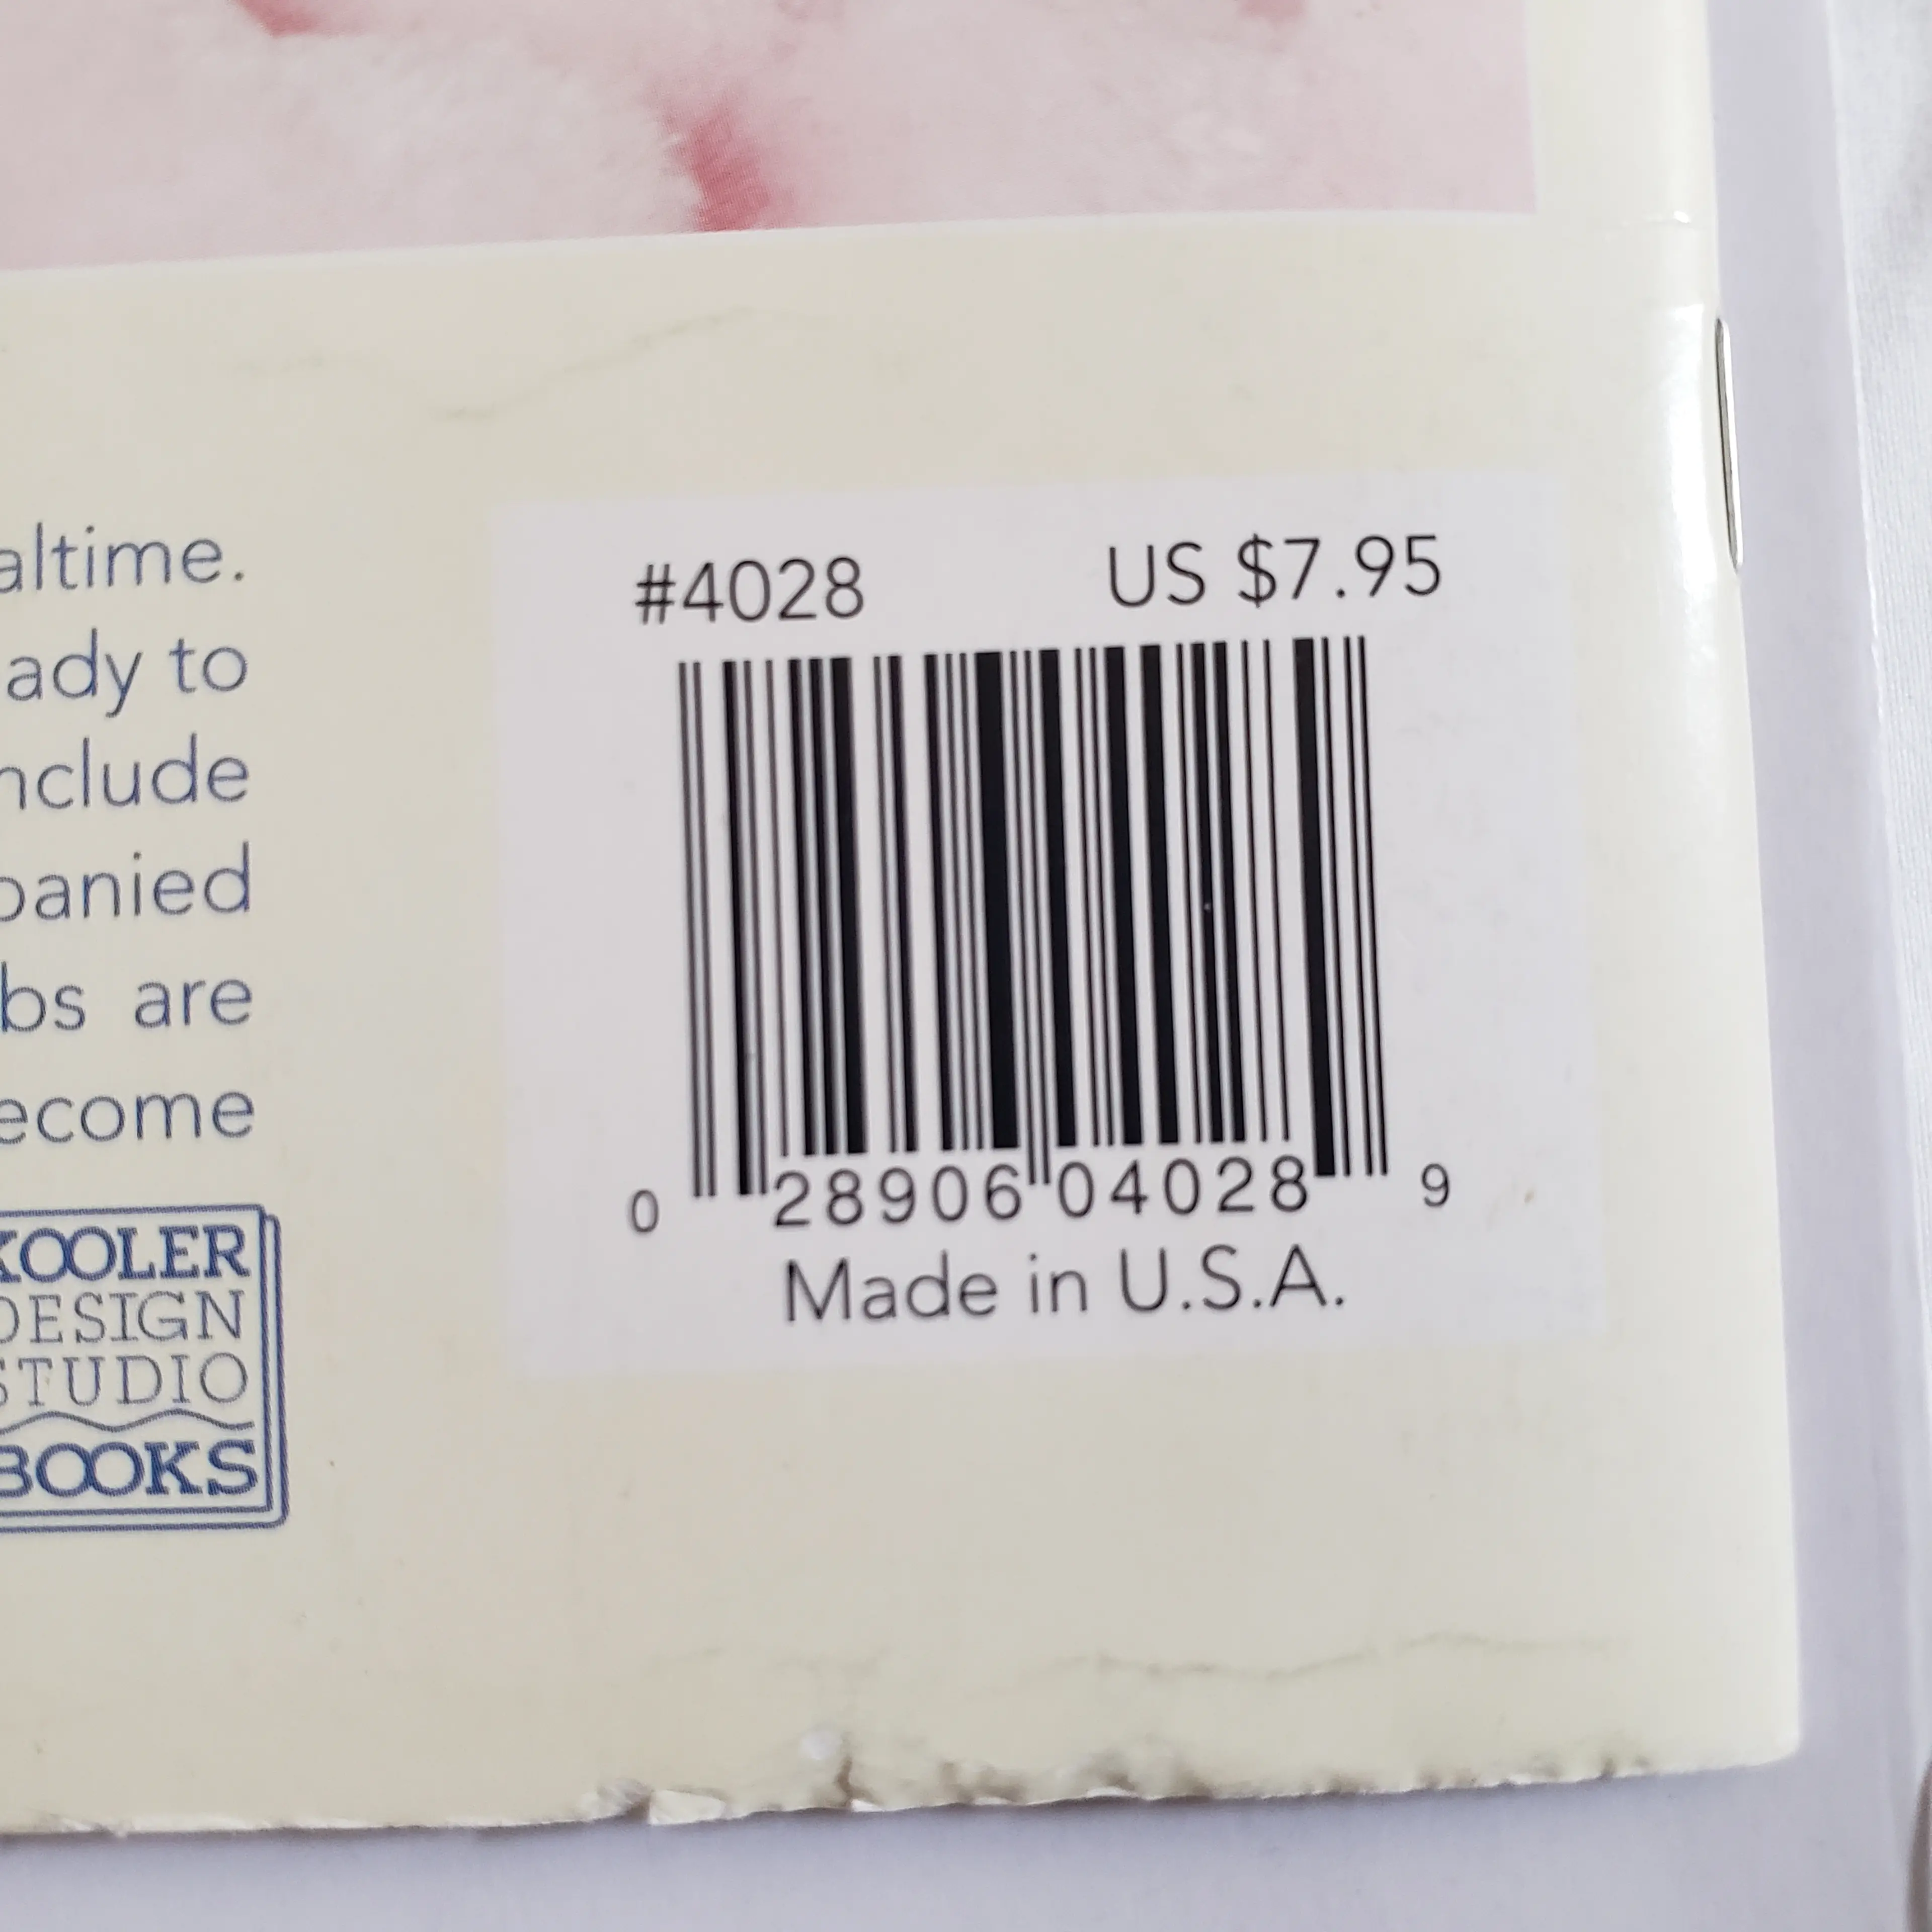 altime.
ady to
nclude
panied
bs are
ecome
KOOLER
DESIGN
STUDIO
BOOKS
#4028 US $7.95
0 28906 04028 9
Made in U.S.A.